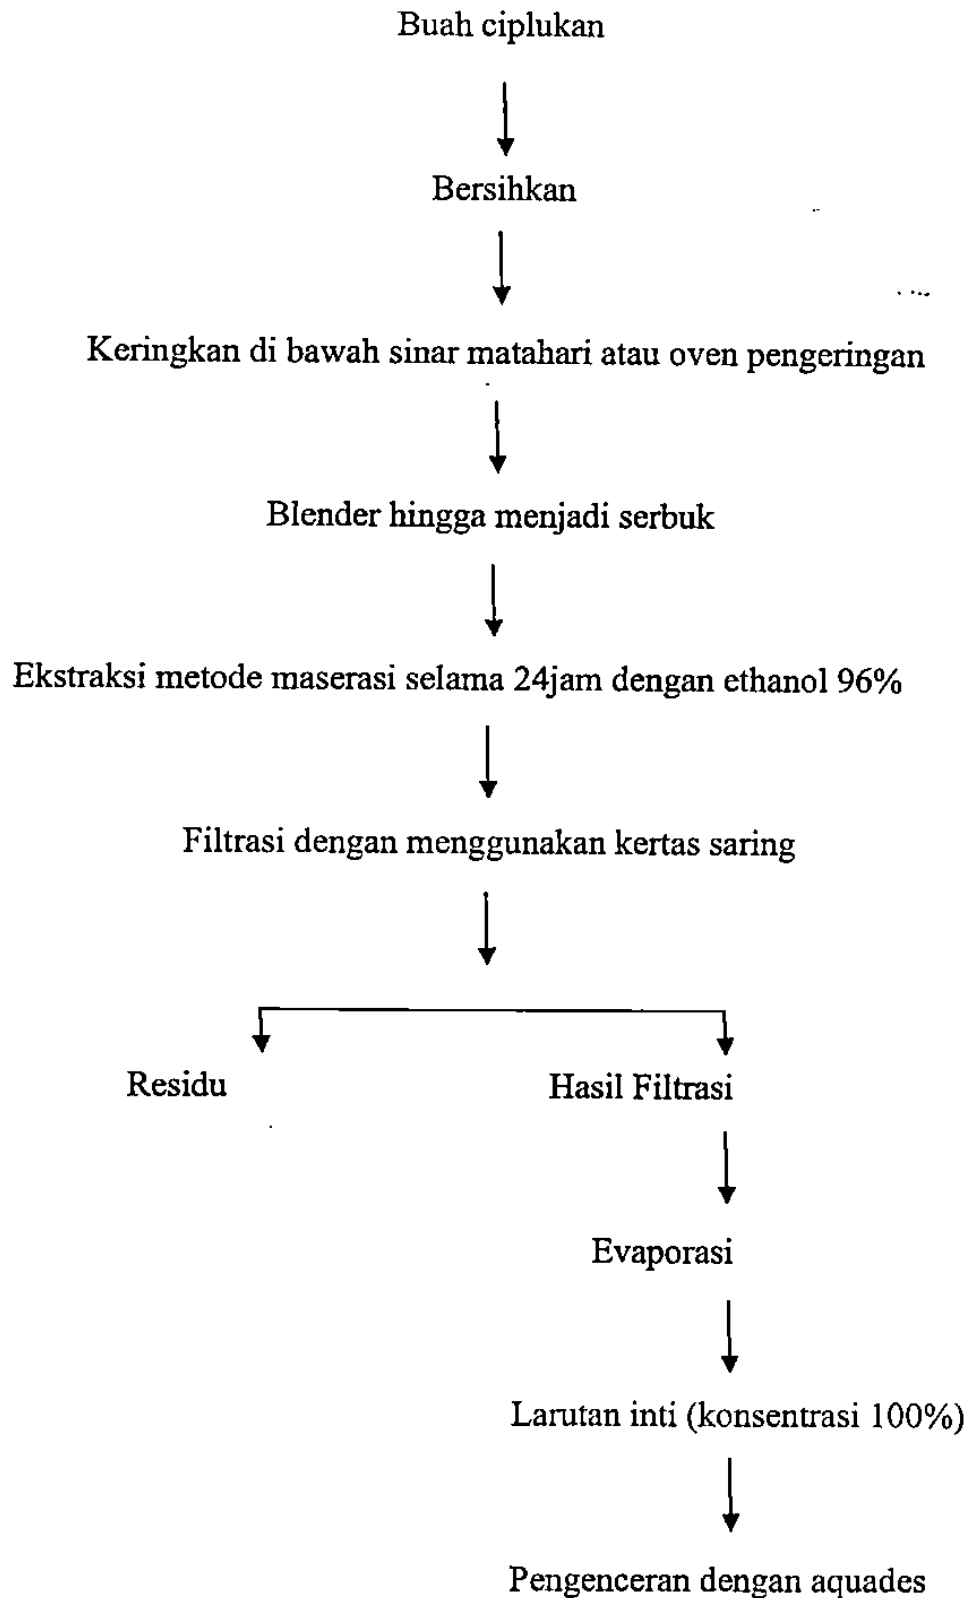 Buah ciplukan
Bersihkan
Keringkan di bawah sinar matahari atau oven pengeringan
Blender hingga menjadi serbuk
Ekstraksi metode maserasi selama 24jam dengan ethanol 96%
Filtrasi dengan menggunakan kertas saring
Residu
Hasil Filtrasi
Evaporasi
Larutan inti (konsentrasi 100%)
Pengenceran dengan aquades